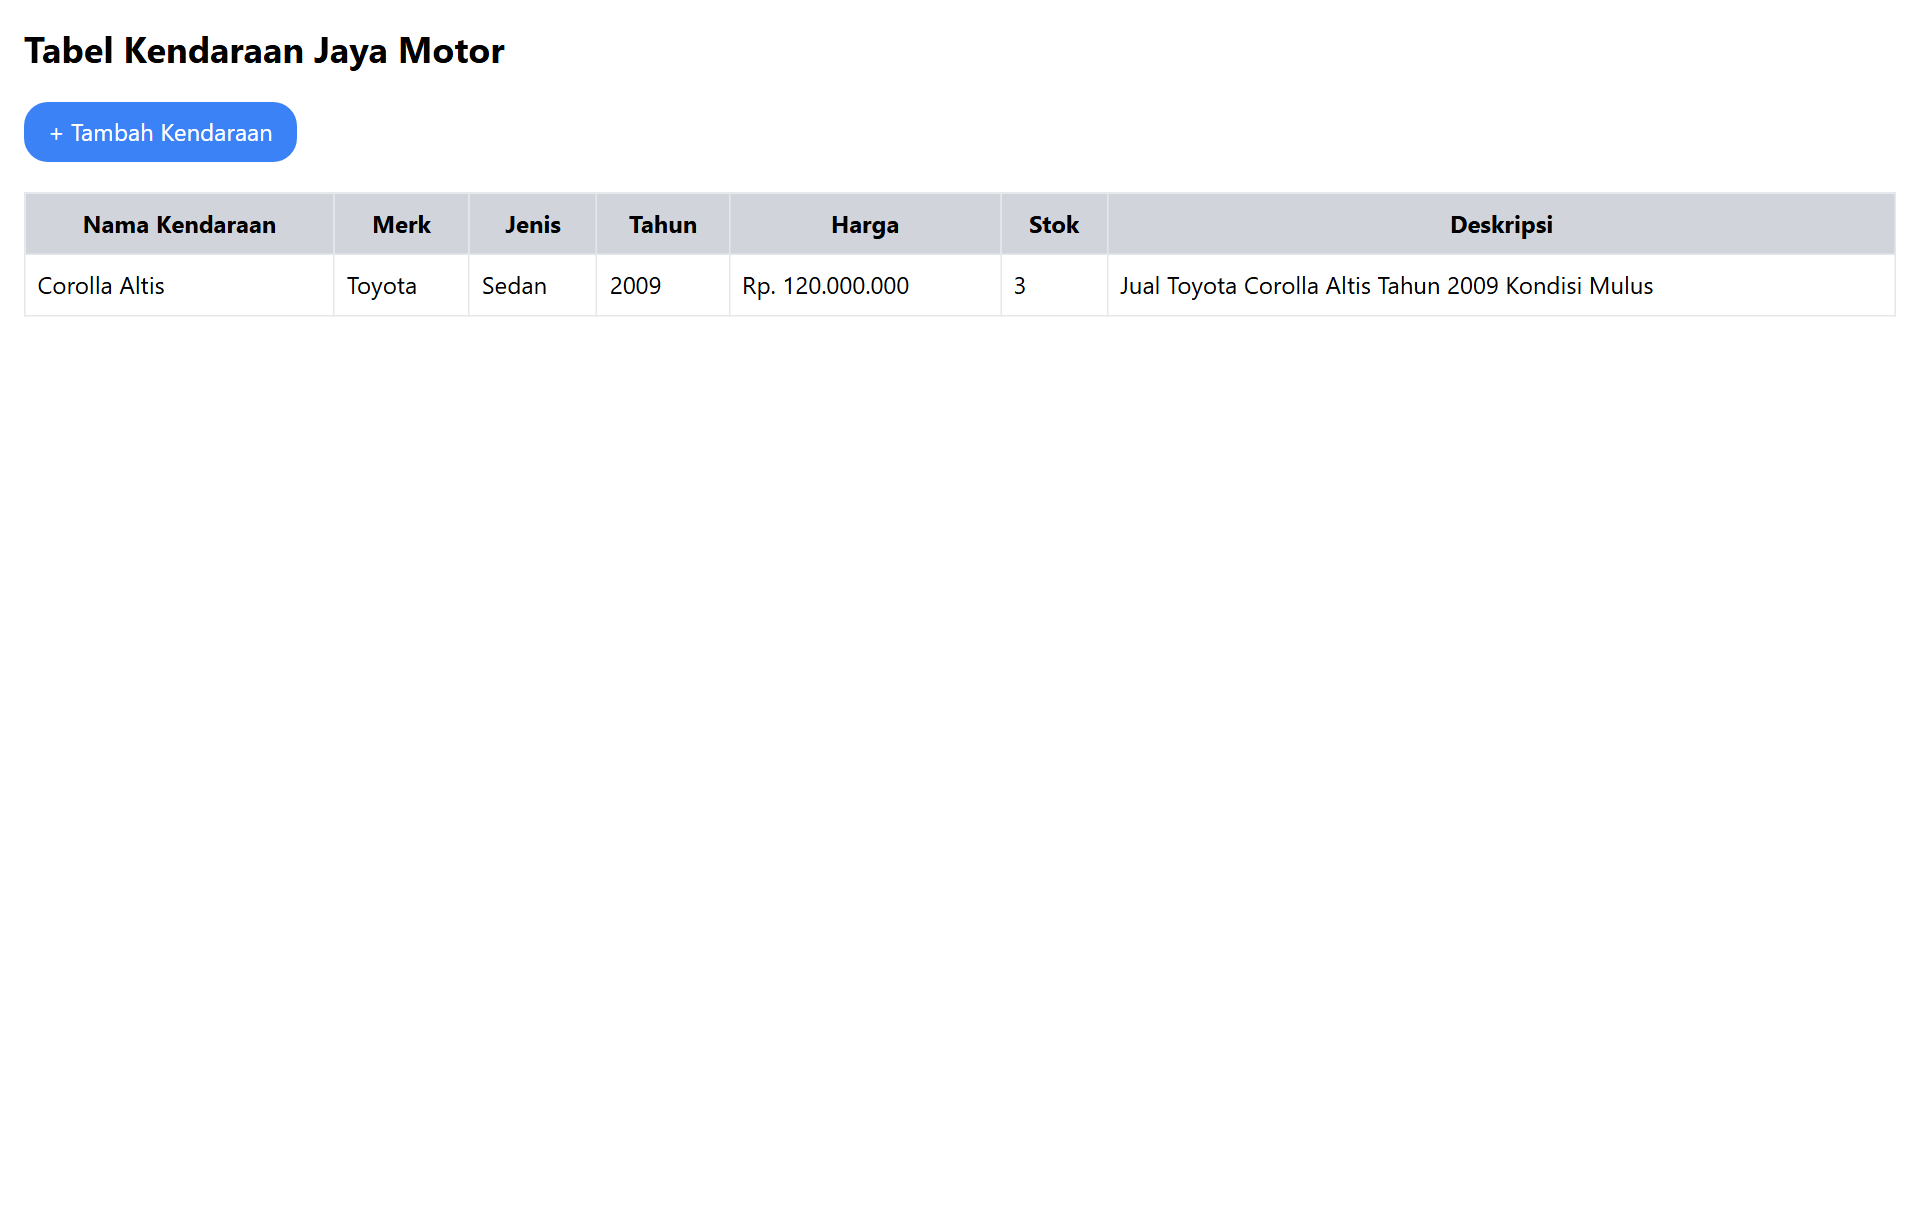 Tabel Kendaraan Jaya Motor
+ Tambah Kendaraan
Nama Kendaraan Merk Jenis Tahun Harga Stok Deskripsi
Corolla Altis Toyota Sedan 2009 Rp. 120.000.000 3 Jual Toyota Corolla Altis Tahun 2009 Kondisi Mulus